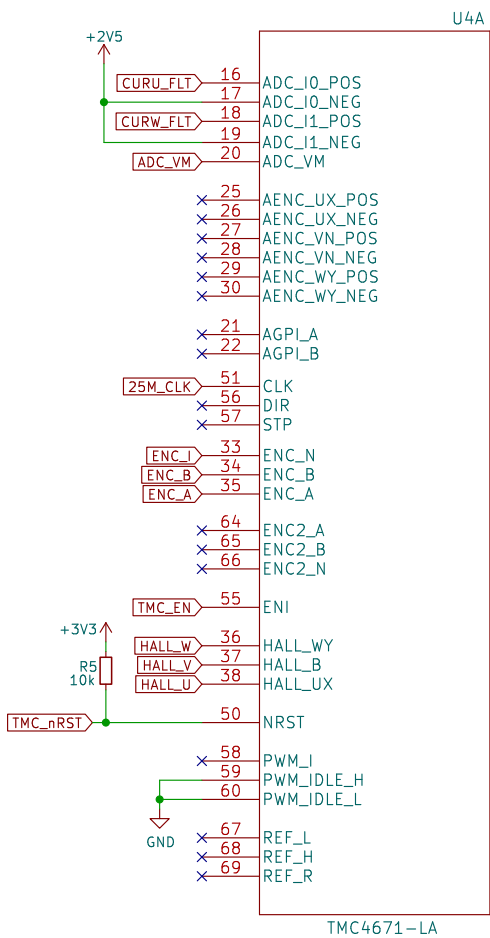 U4A
+2V5
CURU_FLT 16 ADC_I0_POS
17 ADC_I0_NEG
CURW_FLT 18 ADC_I1_POS
19 ADC_I1_NEG
ADC_VM 20 ADC_VM
25 AENC_UX_POS
26 AENC_UX_NEG
27 AENC_VN_POS
28 AENC_VN_NEG
29 AENC_WY_POS
30 AENC_WY_NEG
21 AGPI_A
22 AGPI_B
25M_CLK 51 CLK
56 DIR
57 STP
ENC_I 33 ENC_N
ENC_B 34 ENC_B
ENC_A 35 ENC_A
64 ENC2_A
65 ENC2_B
66 ENC2_N
TMC_EN 55 ENI
+3V3
HALL_W 36 HALL_WY
R5 HALL_V 37 HALL_B
10k HALL_U 38 HALL_UX
TMC_nRST 50 NRST
58 PWM_I
59 PWM_IDLE_H
60 PWM_IDLE_L
GND
67 REF_L
68 REF_H
69 REF_R
TMC4671-LA